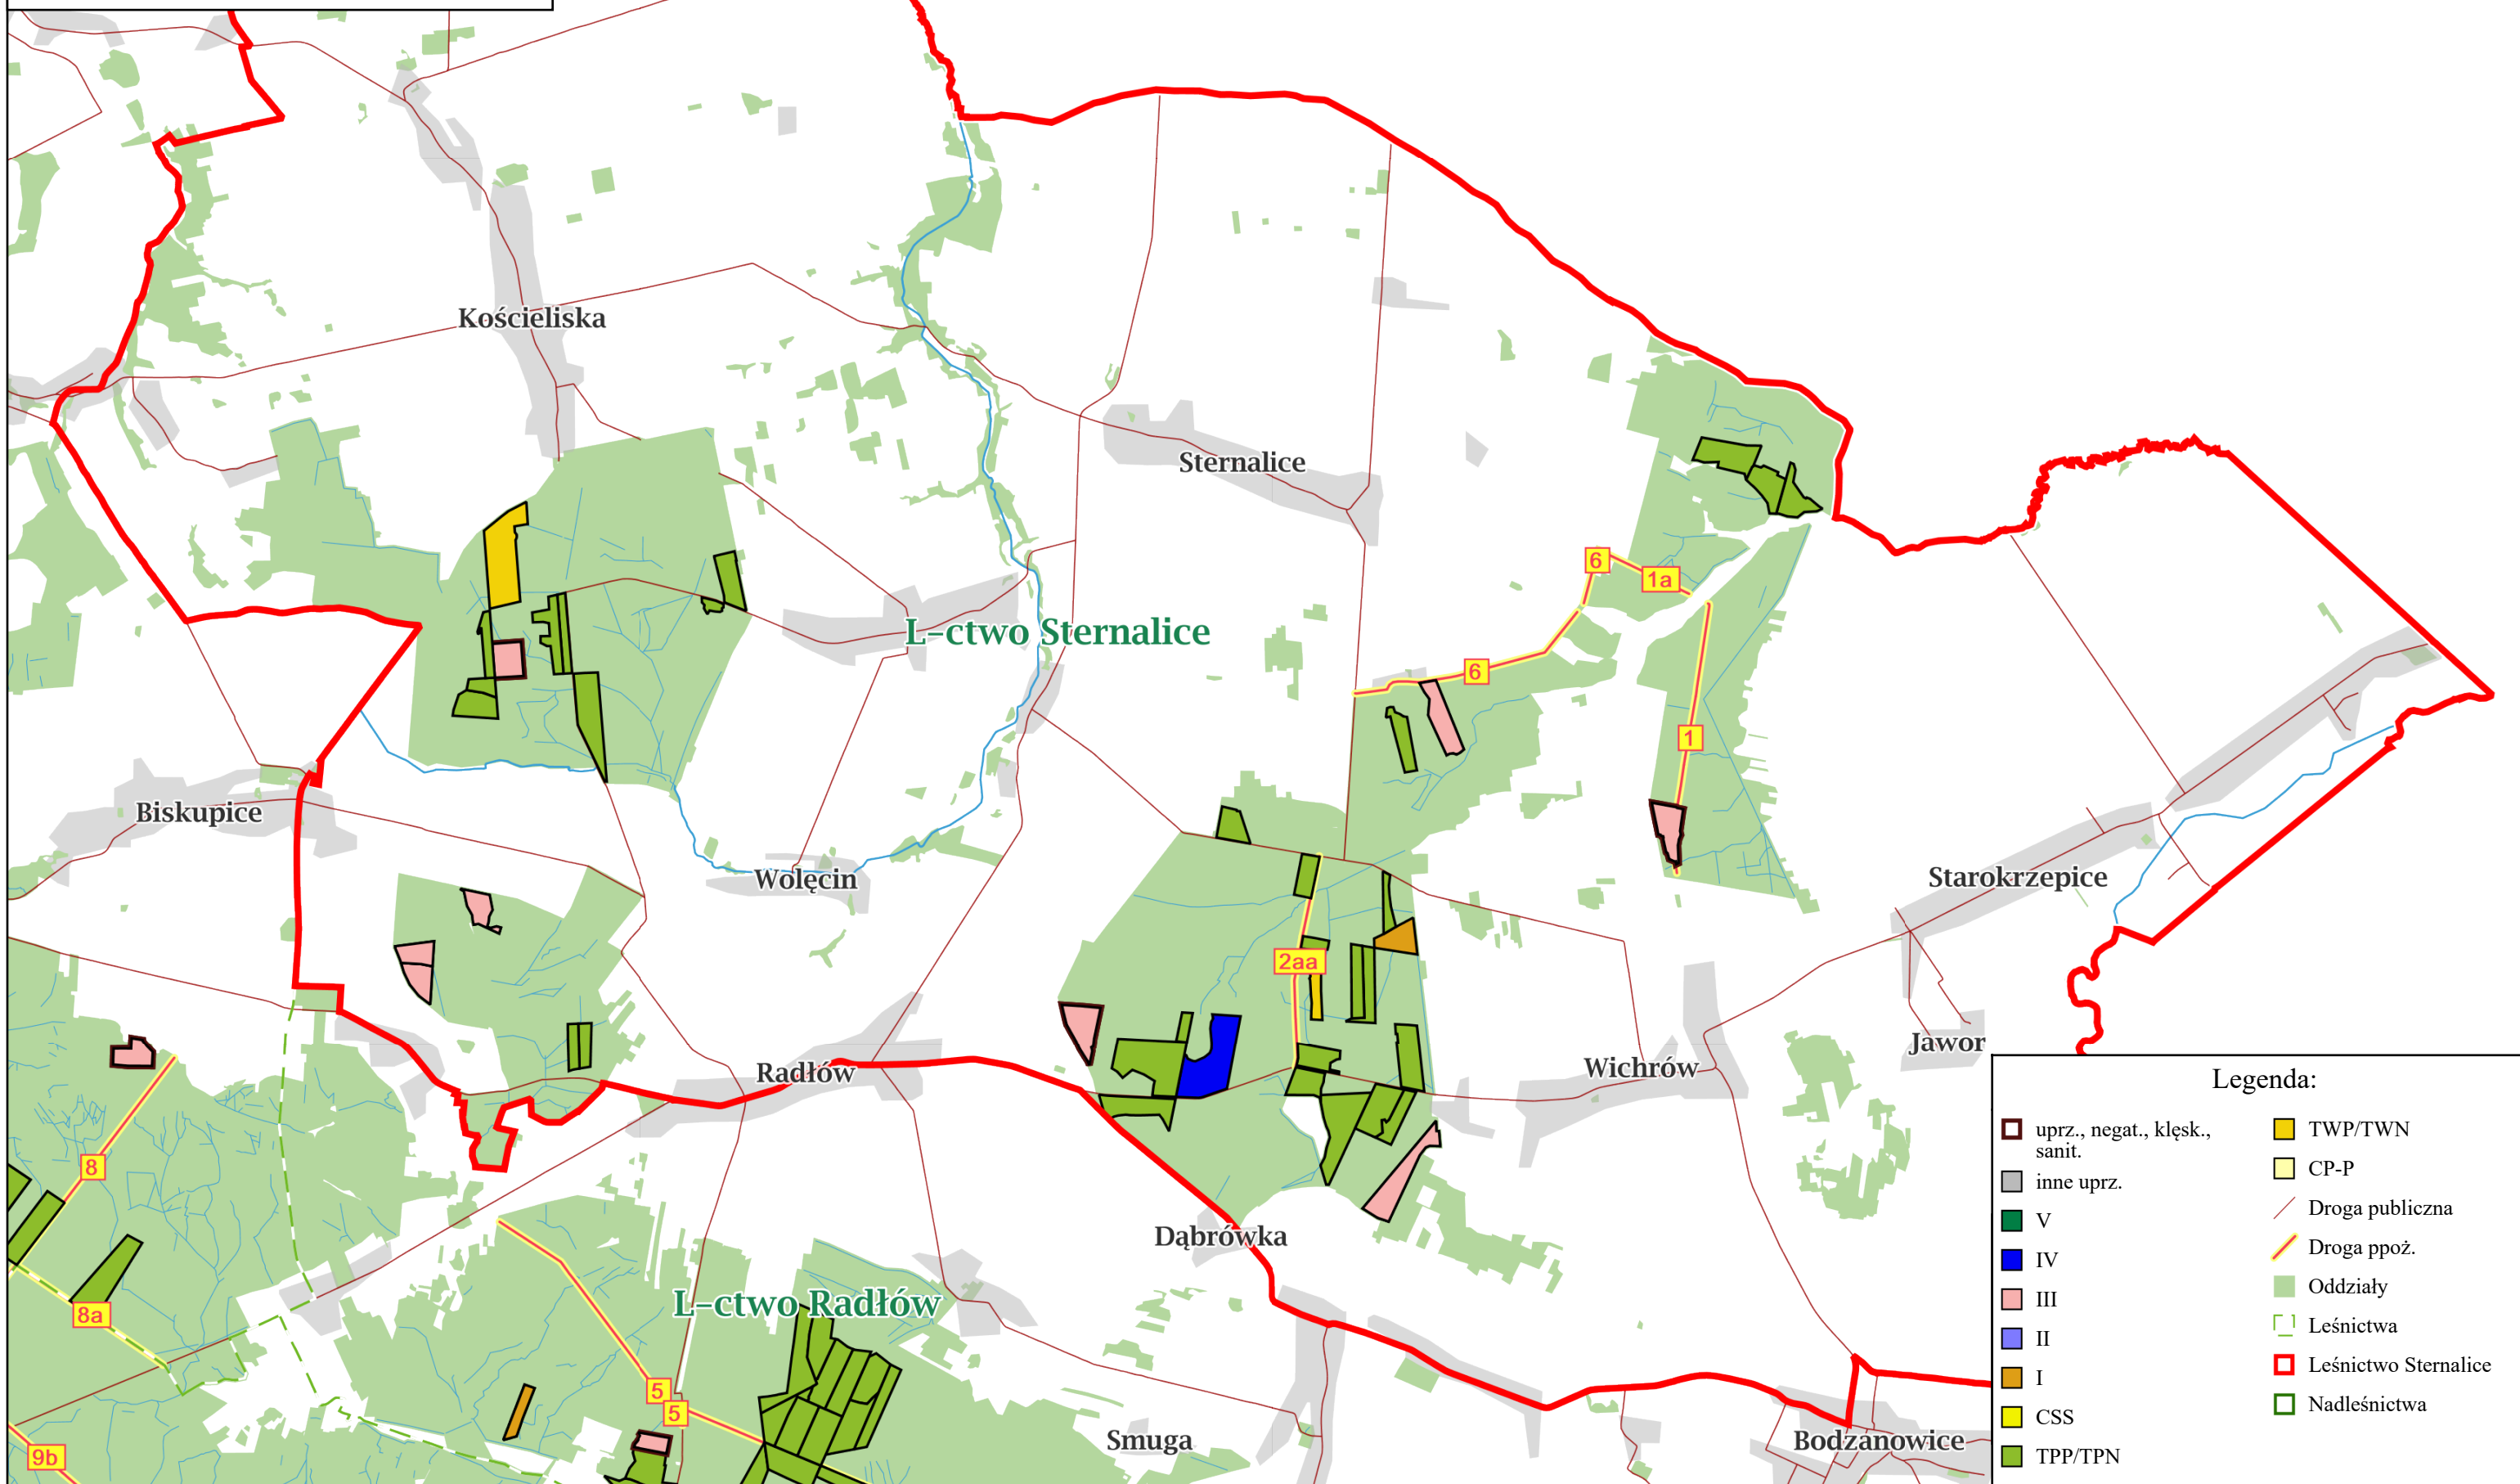 Kościeliska
Sternalice
6
1a
L-ctwo Sternalice
6
1
Biskupice
Wolęcin
Starokrzepice
2aa
Jawor
Radłów
Wichrów
8
Dąbrówka
8a
L-ctwo Radłów
5
5
9b
Smuga
Bodzanowice
Legenda:
uprz., negat., klęsk.,
sanit.
inne uprz.
V
IV
III
II
I
CSS
TPP/TPN
TWP/TWN
CP-P
Droga publiczna
Droga ppoż.
Oddziały
Leśnictwa
Leśnictwo Sternalice
Nadleśnictwa